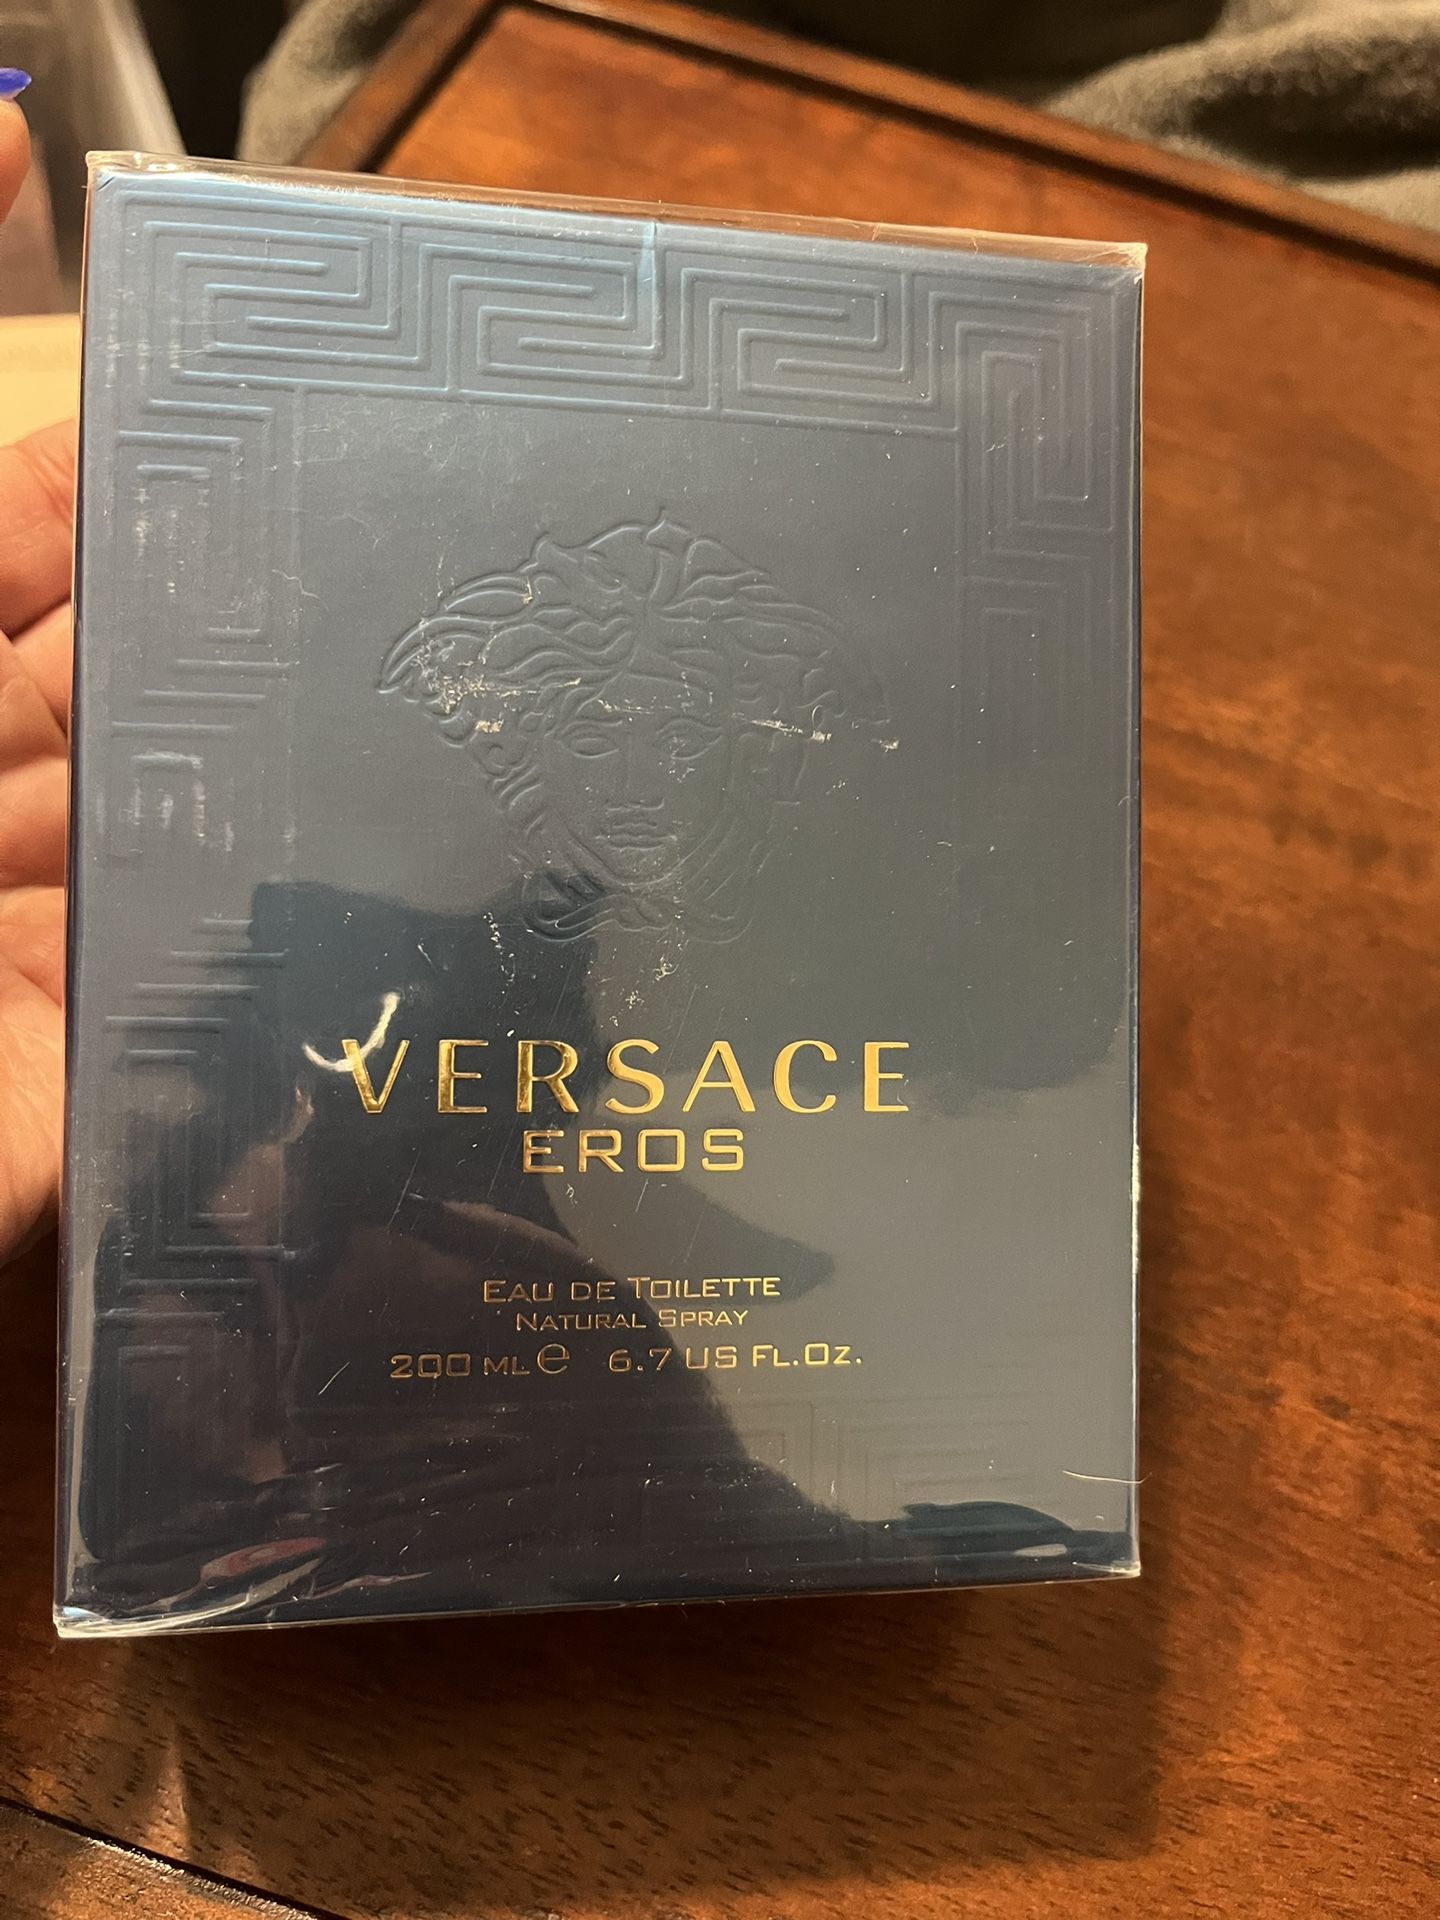 VERSACE
EROS
EAU DE TOILETTE
NATURAL SPRAY
200 ML e 6.7 US FL.OZ.